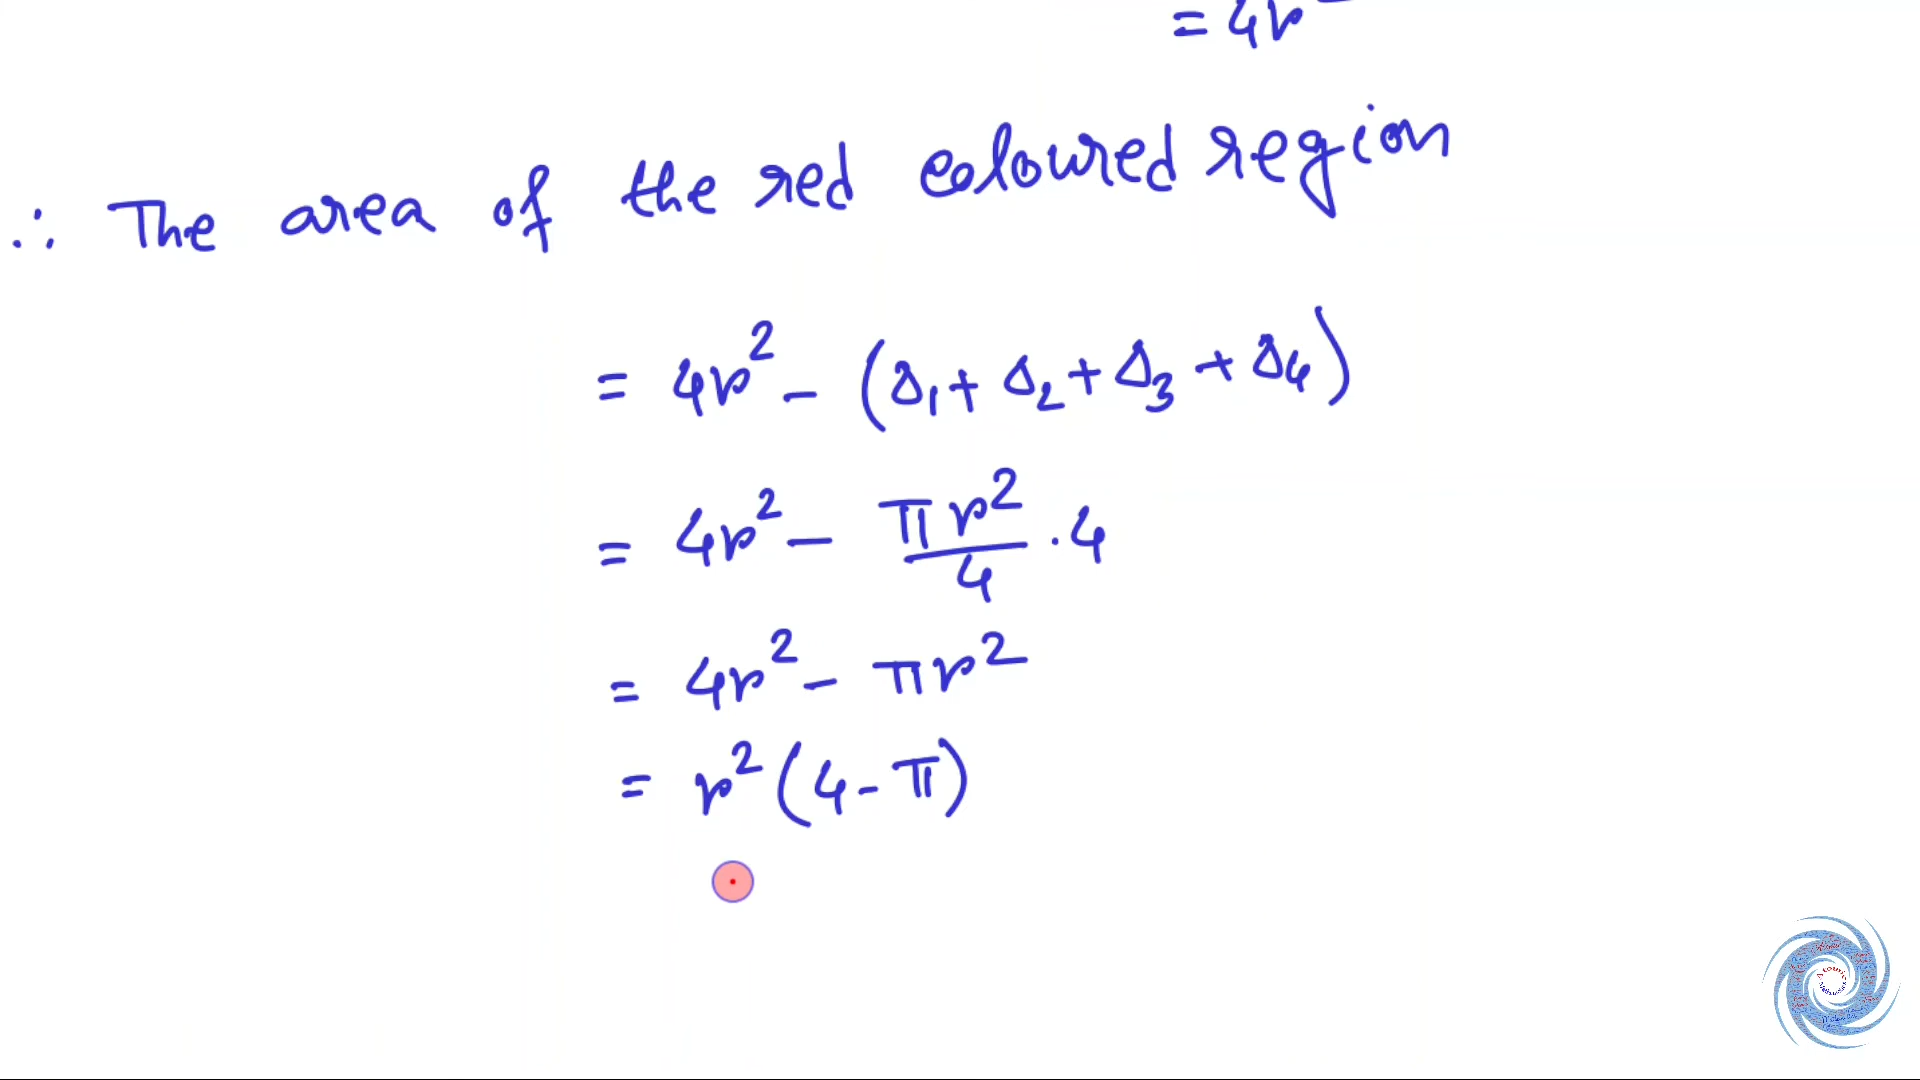 = 4r²
∴ The area of the red coloured region
= 4r² - (Δ₁ + Δ₂ + Δ₃ + Δ₄)
= 4r² - πr²/4 · 4
= 4r² - πr²
= r² (4 - π)